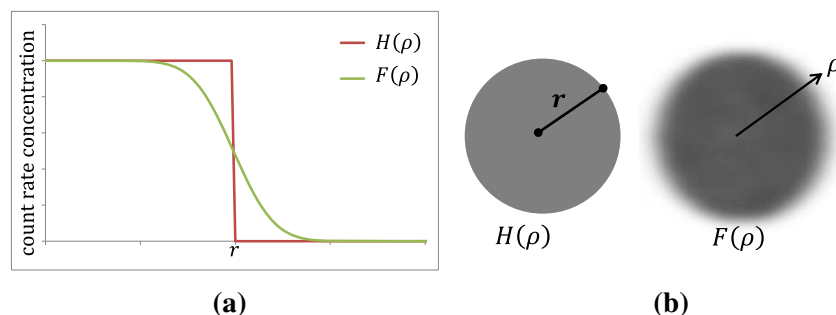 count rate concentration
H(ρ)
F(ρ)
r
(a)
r
ρ
H(ρ)
F(ρ)
(b)